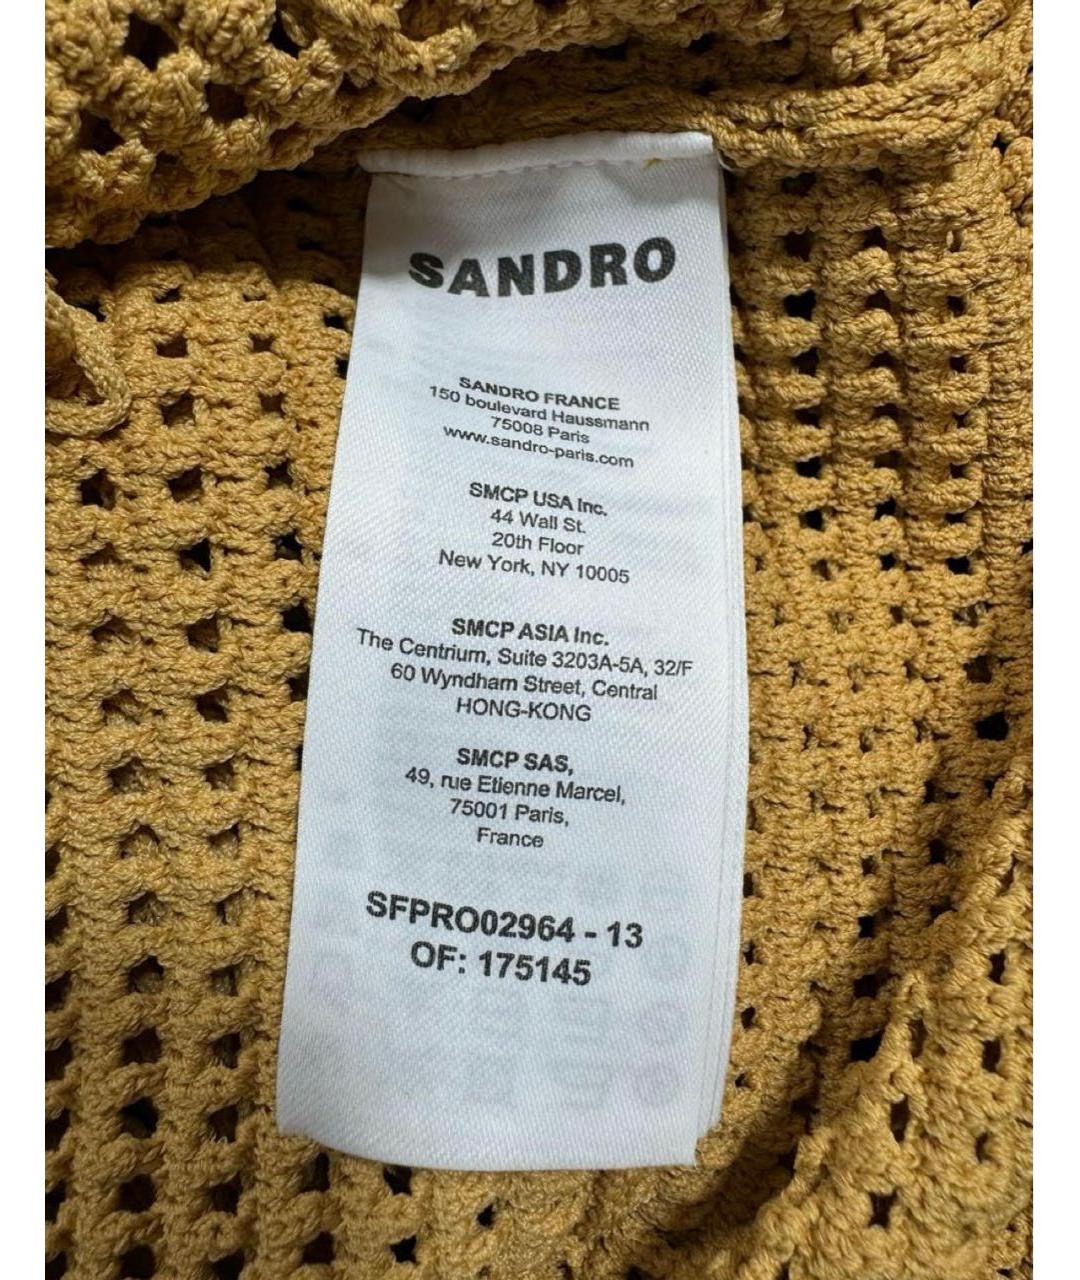 SANDRO
SANDRO FRANCE
150 boulevard Haussmann
75008 Paris
www.sandro-paris.com
SMCP USA Inc.
44 Wall St.
20th Floor
New York, NY 10005
SMCP ASIA Inc.
The Centrium, Suite 3203A-5A, 32/F
60 Wyndham Street, Central
HONG-KONG
SMCP SAS,
49, rue Etienne Marcel,
75001 Paris,
France
SFPRO02964 - 13
OF: 175145